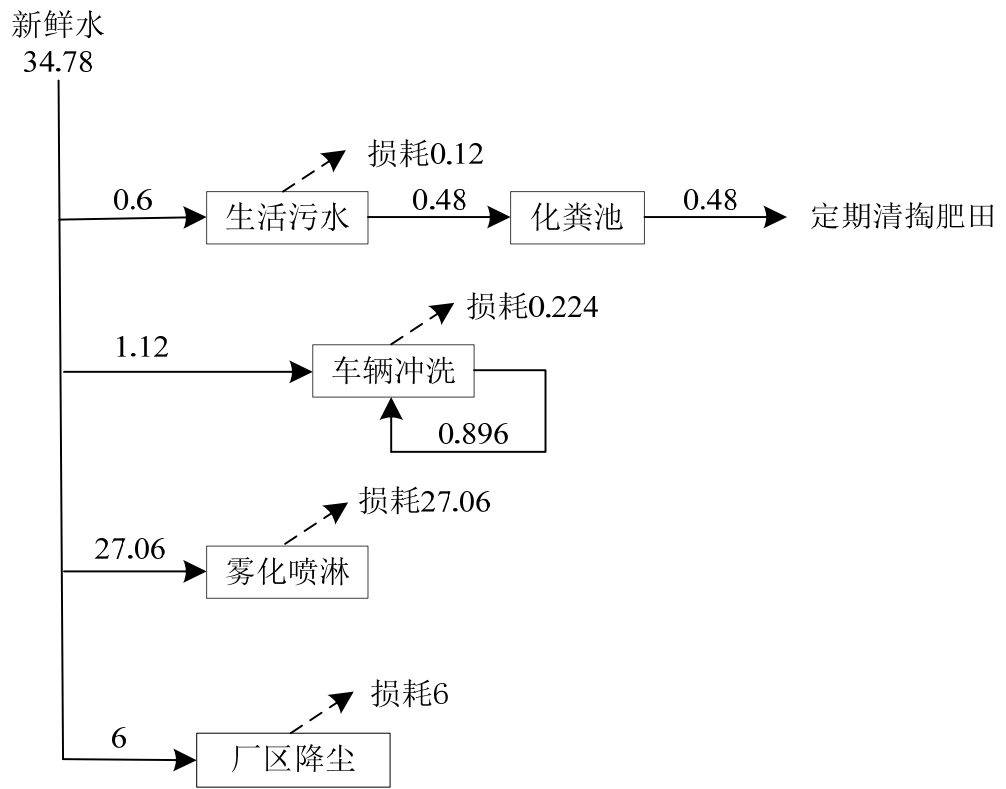 新鲜水
34.78
损耗0.12
0.6
生活污水
0.48
化粪池
0.48
定期清掏肥田
损耗0.224
1.12
车辆冲洗
0.896
损耗27.06
27.06
雾化喷淋
损耗6
6
厂区降尘